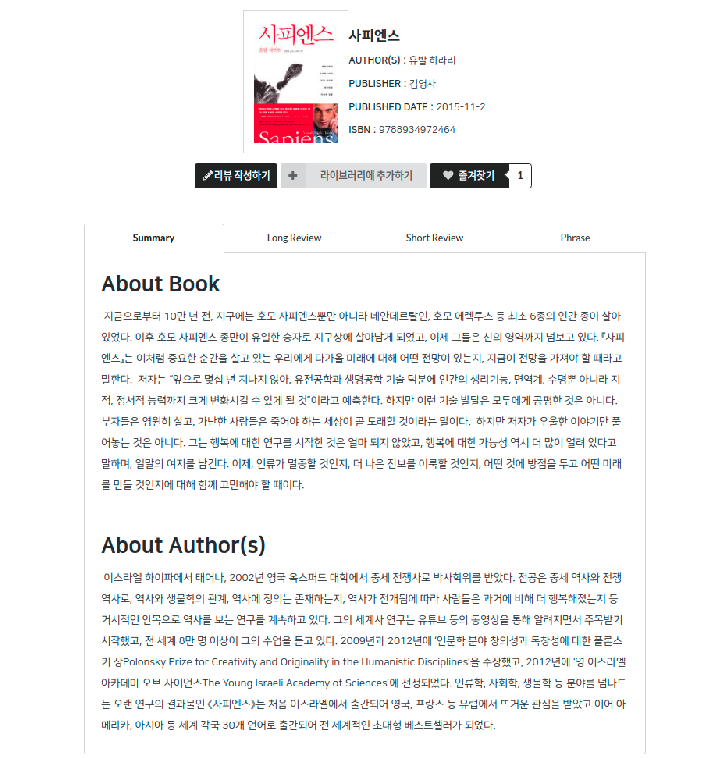 사피엔스
Sapiens
사피엔스
AUTHOR(S) : 유발 하라리
PUBLISHER : 김영사
PUBLISHED DATE : 2015-11-2
ISBN : 9788934972464
리뷰 작성하기
라이브러리에 추가하기
즐겨찾기
1
Summary
Long Review
Short Review
Phrase
About Book
지금으로부터 10만 년 전, 지구에는 호모 사피엔스뿐만 아니라 네안데르탈인, 호모 에렉투스 등 최소 6종의 인간 종이 살아
있었다. 이후 호모 사피엔스 종만이 유일한 승자로 지구상에 살아남게 되었고, 이제 그들은 신의 영역까지 넘보고 있다. 『사피
엔스』는 이처럼 중요한 순간을 살고 있는 우리에게 다가올 미래에 대해 어떤 전망이 있는지, 지금이 전망을 가져야 할 때라고
말한다. 저자는 “앞으로 몇십 년 지나지 않아, 유전공학과 생명공학 기술 덕분에 인간의 생리기능, 면역계, 수명뿐 아니라 지
적, 정서적 능력까지 크게 변화시킬 수 있게 될 것”이라고 예측한다. 하지만 이런 기술 발달은 모두에게 공평한 것은 아니다.
부자들은 영원히 살고, 가난한 사람들은 죽어야 하는 세상이 곧 도래할 것이라는 말이다. 하지만 저자가 우울한 이야기만 풀
어놓는 것은 아니다. 그는 행복에 대한 연구를 시작한 것은 얼마 되지 않았고, 행복에 대한 가능성 역시 더 많이 열려 있다고
말하며, 일말의 여지를 남긴다. 이제, 인류가 멸종할 것인지, 더 나은 진보를 이룩할 것인지, 어떤 것에 방점을 두고 어떤 미래
를 만들 것인지에 대해 함께 고민해야 할 때이다.
About Author(s)
이스라엘 하이파에서 태어나, 2002년 영국 옥스퍼드 대학에서 중세 전쟁사로 박사학위를 받았다. 전공은 중세 역사와 전쟁
역사로, 역사와 생물학의 관계, 역사에 정의는 존재하는지, 역사가 전개됨에 따라 사람들은 과거에 비해 더 행복해졌는지 등
거시적인 안목으로 역사를 보는 연구를 계속하고 있다. 그의 세계사 연구는 유튜브 등의 동영상을 통해 알려지면서 주목받기
시작했고, 전 세계 8만 명 이상이 그의 수업을 듣고 있다. 2009년과 2012년에 ‘인문학 분야 창의성과 독창성에 대한 폴론스
키 상Polonsky Prize for Creativity and Originality in the Humanistic Disciplines’을 수상했고, 2012년에 ‘영 이스라엘
아카데미 오브 사이언스The Young Israeli Academy of Sciences’에 선정되었다. 인류학, 사회학, 생물학 등 분야를 넘나드
는 오랜 연구의 결과물인 《사피엔스》는 처음 이스라엘에서 출간되어 영국, 프랑스 등 유럽에서 뜨거운 관심을 받았고 이어 아
메리카, 아시아 등 세계 각국 30개 언어로 출간되어 전 세계적인 초대형 베스트셀러가 되었다.